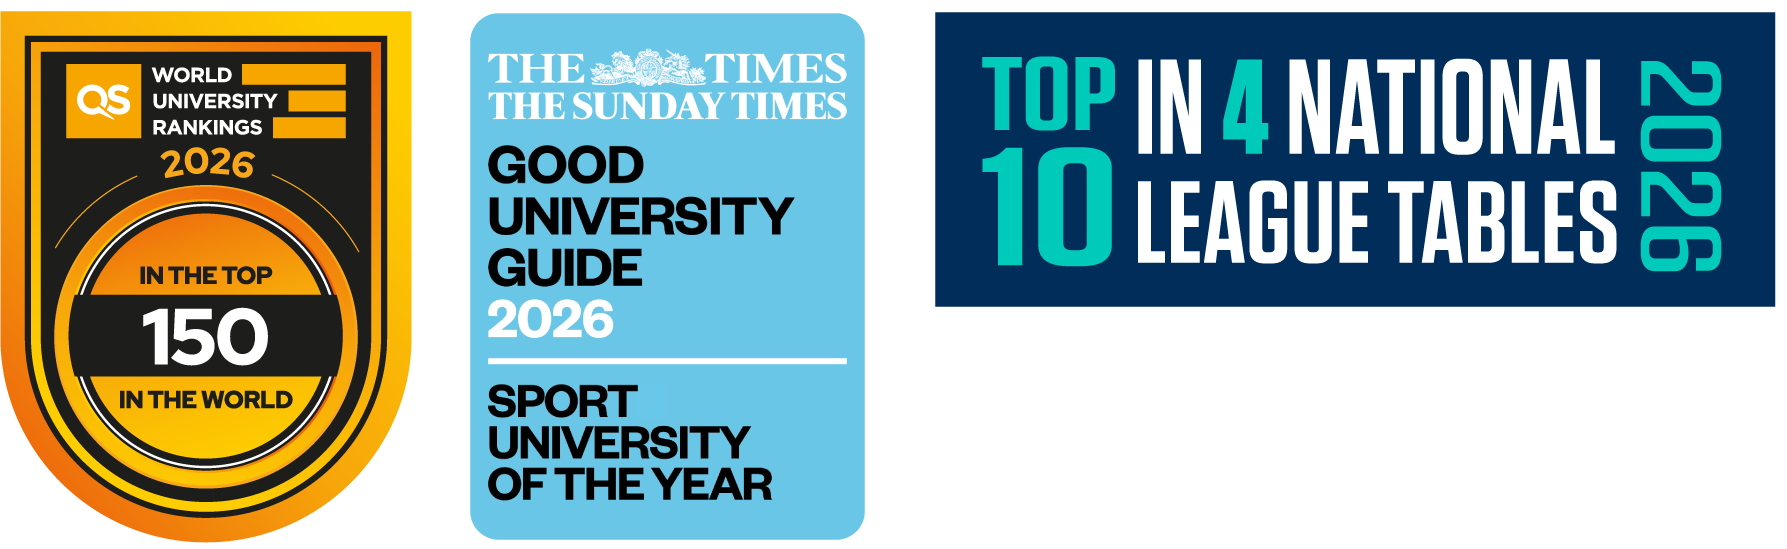 QS
WORLD
UNIVERSITY
RANKINGS
2026
IN THE TOP
150
IN THE WORLD
THE TIMES
THE SUNDAY TIMES
GOOD
UNIVERSITY
GUIDE
2026
SPORT
UNIVERSITY
OF THE YEAR
TOP
10
IN 4 NATIONAL
LEAGUE TABLES
2026